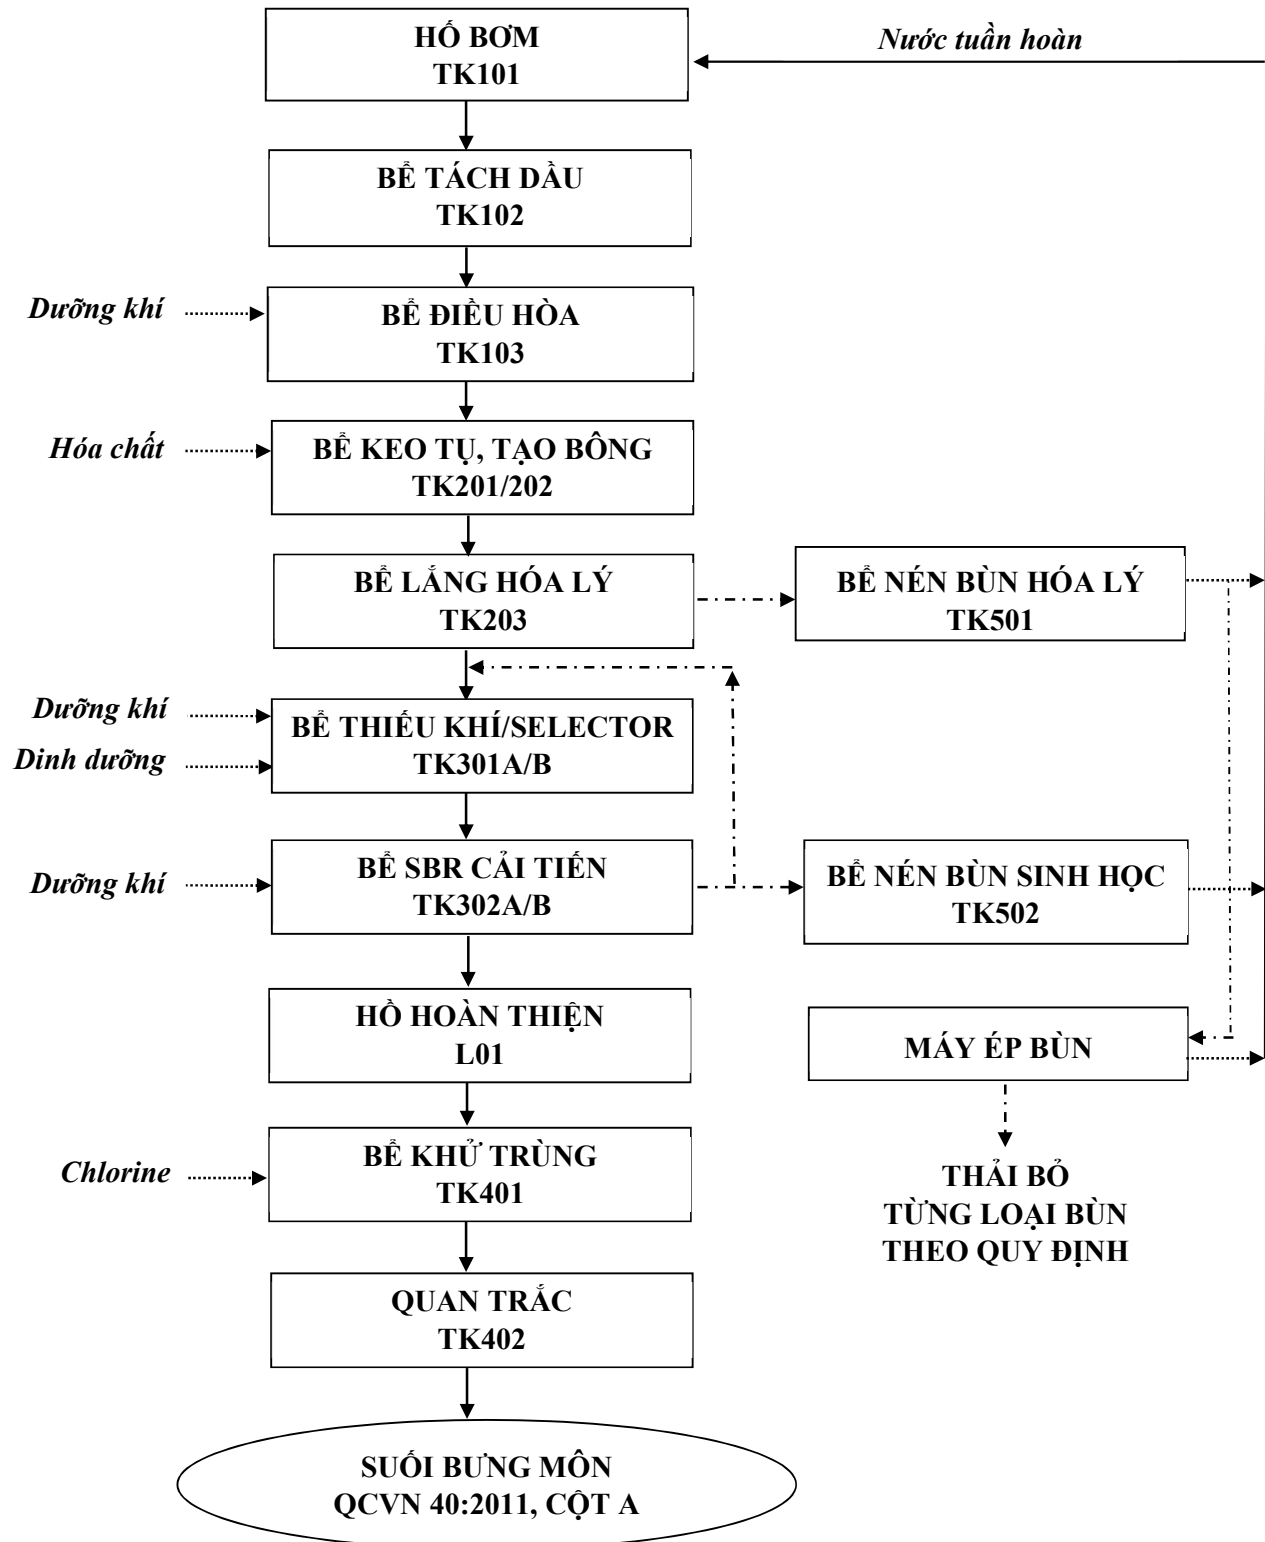 HỐ BƠM
TK101
Nước tuần hoàn
BỂ TÁCH DẦU
TK102
Dưỡng khí
BỂ ĐIỀU HÒA
TK103
Hóa chất
BỂ KEO TỤ, TẠO BÔNG
TK201/202
BỂ LẮNG HÓA LÝ
TK203
BỂ NÉN BÙN HÓA LÝ
TK501
Dưỡng khí
Dinh dưỡng
BỂ THIẾU KHÍ/SELECTOR
TK301A/B
Dưỡng khí
BỂ SBR CẢI TIẾN
TK302A/B
BỂ NÉN BÙN SINH HỌC
TK502
HỒ HOÀN THIỆN
L01
MÁY ÉP BÙN
Chlorine
BỂ KHỬ TRÙNG
TK401
THẢI BỎ
TỪNG LOẠI BÙN
THEO QUY ĐỊNH
QUAN TRẮC
TK402
SUỐI BƯNG MÔN
QCVN 40:2011, CỘT A